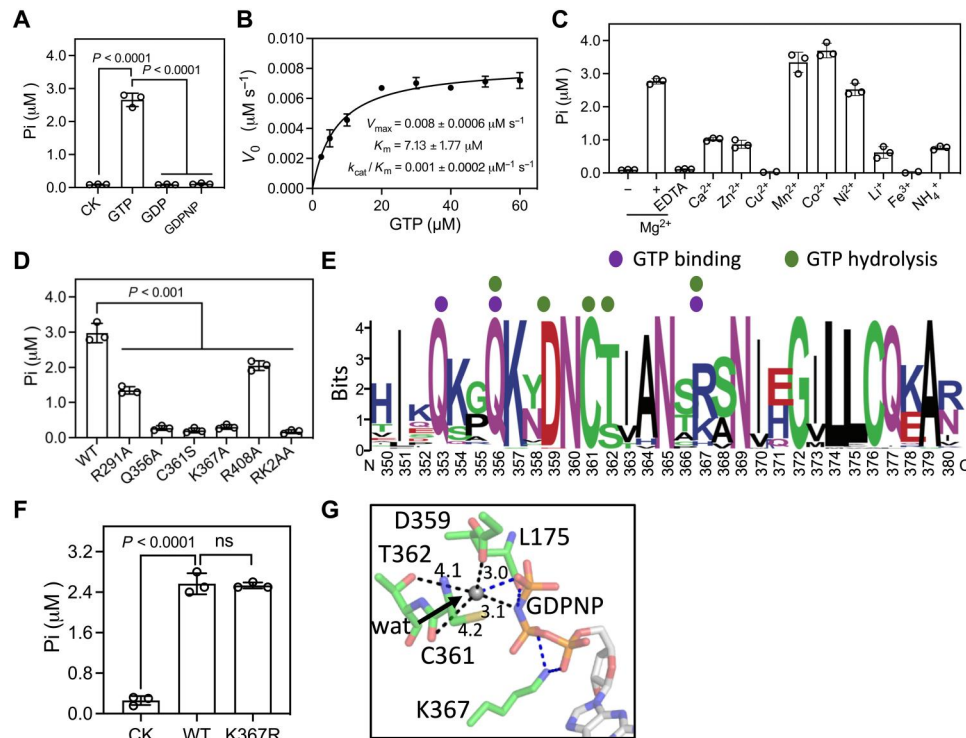 A
Pi (μM )
4.0
3.0
2.0
1.0
0.0
P < 0.0001
P < 0.0001
CK
GTP
GDP
GDPNP
B
V0 (μM s−1)
0.010
0.008
0.006
0.004
0.002
0.000
Vmax = 0.008 ± 0.0006 μM s−1
Km = 7.13 ± 1.77 μM
kcat / Km = 0.001 ± 0.0002 μM−1 s−1
0 20 40 60
GTP (μM)
C
Pi (μM )
4.0
3.0
2.0
1.0
0.0
− + EDTA Ca2+ Zn2+ Cu2+ Mn2+ Co2+ Ni2+ Li+ Fe3+ NH4+
Mg2+
D
Pi (μM )
4.0
3.0
2.0
1.0
0.0
P < 0.001
WT
R291A
Q356A
C361S
K367A
R408A
RK2AA
E
GTP binding
GTP hydrolysis
Bits
4
3
2
1
0
N 350 351 352 353 354 355 356 357 358 359 360 361 362 363 364 365 366 367 368 369 370 371 372 373 374 375 376 377 378 379 380 C
F
Pi (μM )
3.2
2.4
1.6
0.8
0.0
P < 0.0001
ns
CK WT K367R
G
D359
L175
T362
4.1
3.0
GDPNP
wat
3.1
4.2
C361
K367